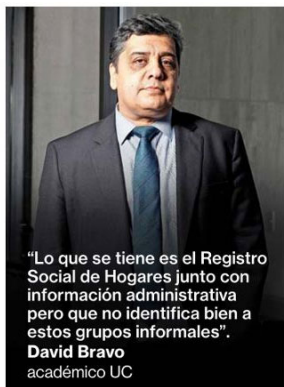 “Lo que se tiene es el Registro
Social de Hogares junto con
información administrativa
pero que no identifica bien a
estos grupos informales”.
David Bravo
académico UC